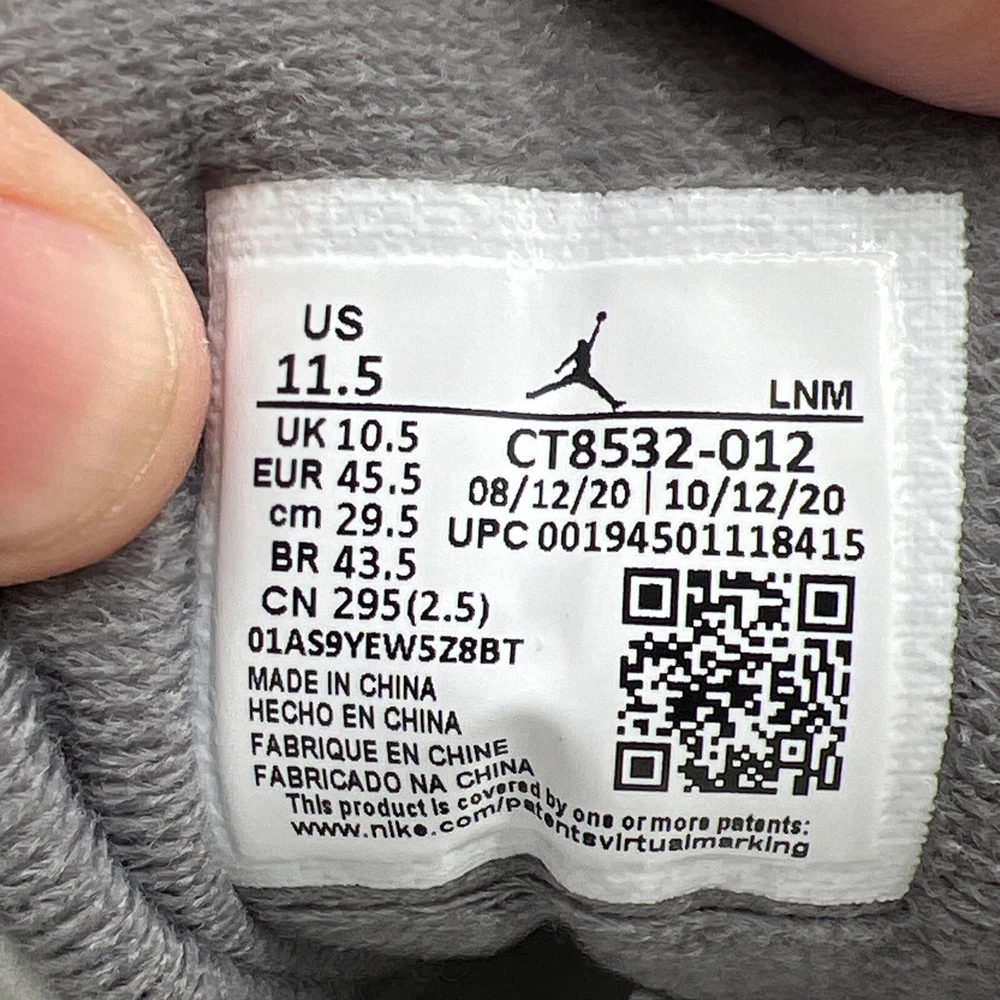 US
11.5
LNM
UK 10.5
EUR 45.5
cm 29.5
BR 43.5
CN 295(2.5)
CT8532-012
08/12/20 | 10/12/20
UPC 00194501118415
01AS9YEW5Z8BT
MADE IN CHINA
HECHO EN CHINA
FABRIQUE EN CHINE
FABRICADO NA CHINA
This product is covered by one or more patents:
www.nike.com/patentsvirtualmarking